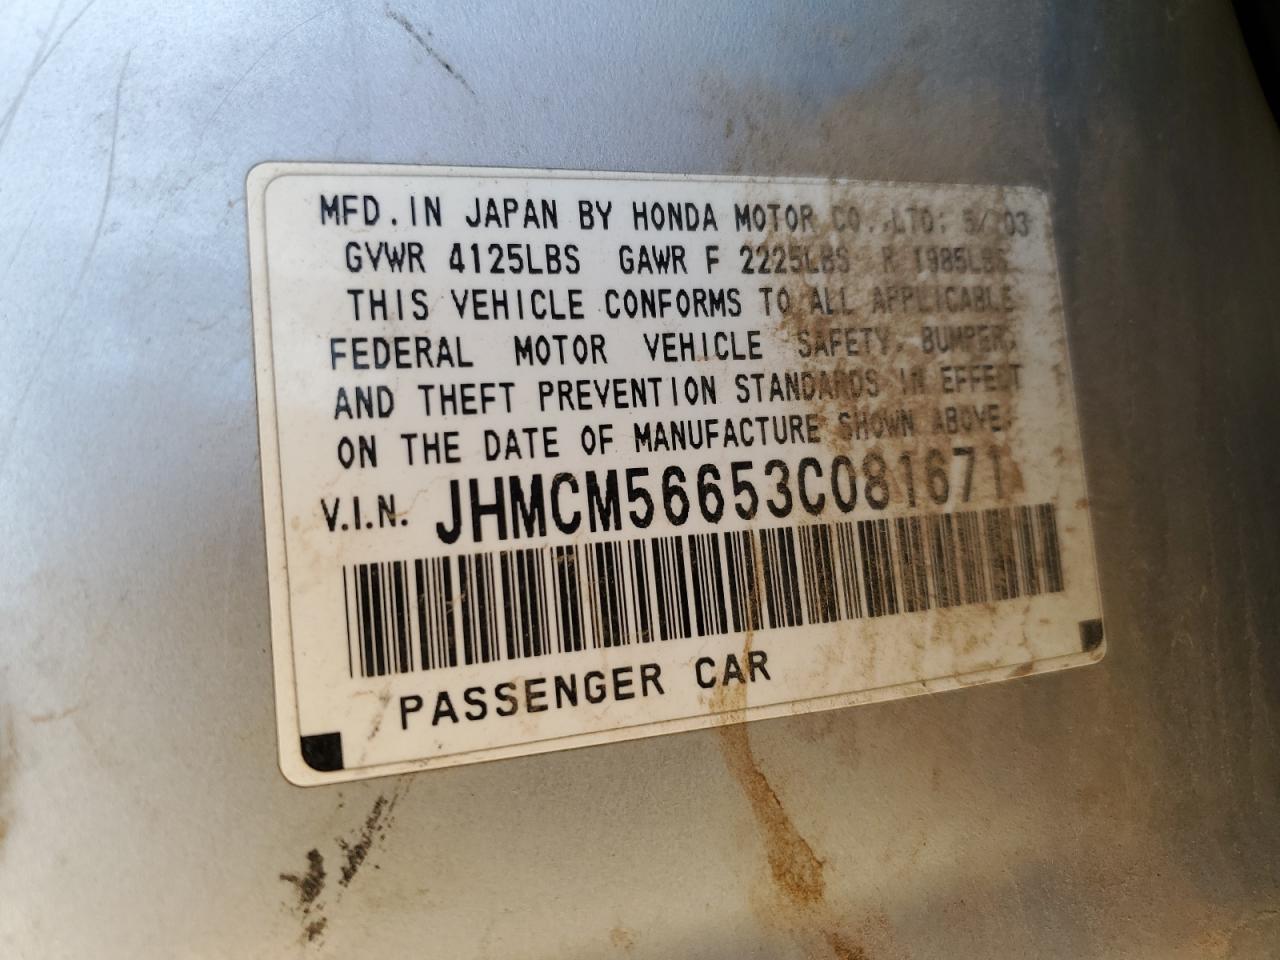 MFD. IN JAPAN BY HONDA MOTOR CO.,LTD: 5/ 03
GVWR 4125LBS GAWR F 2225LBS R 1985LBS
THIS VEHICLE CONFORMS TO ALL APPLICABLE
FEDERAL MOTOR VEHICLE SAFETY, BUMPER,
AND THEFT PREVENTION STANDARDS IN EFFECT
ON THE DATE OF MANUFACTURE SHOWN ABOVE.
V.I.N. JHMCM56653C081671
PASSENGER CAR